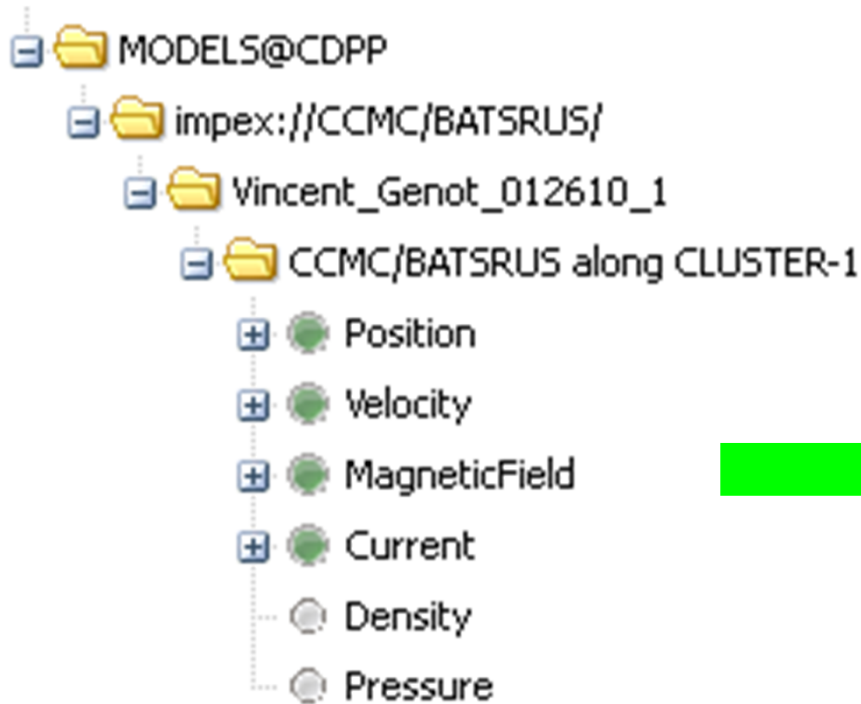 MODELS@CDPP
impex://CCMC/BATSRUS/
Vincent_Genot_012610_1
CCMC/BATSRUS along CLUSTER-1
Position
Velocity
MagneticField
Current
Density
Pressure